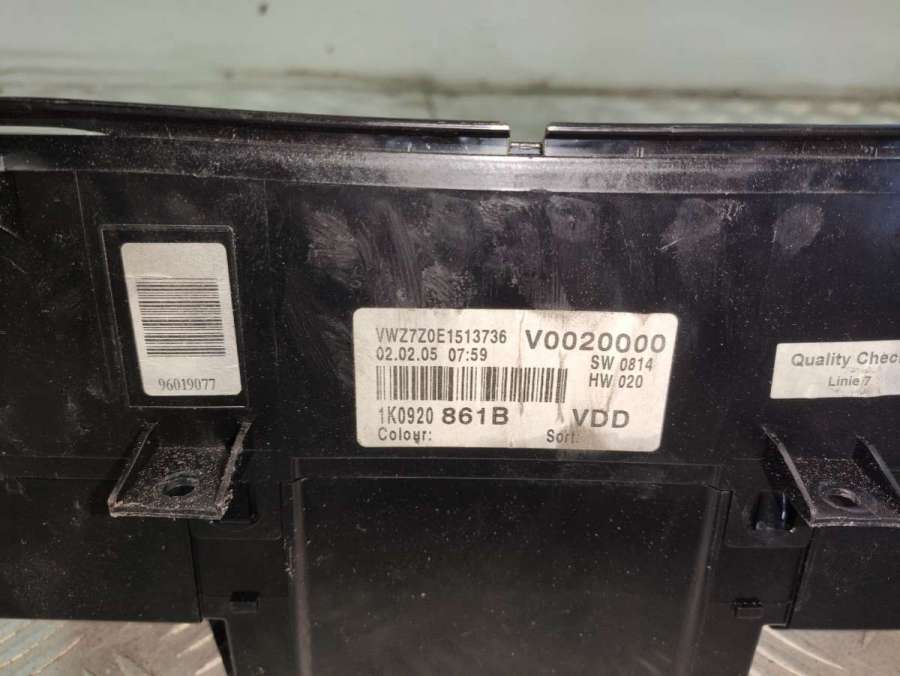 VWZ7Z0E1513736 V0020000
02.02.05 07:59 SW 0814
HW 020
1K0920 861B VDD
Colour: Sort:
96019077
Quality Chec
Linie 7